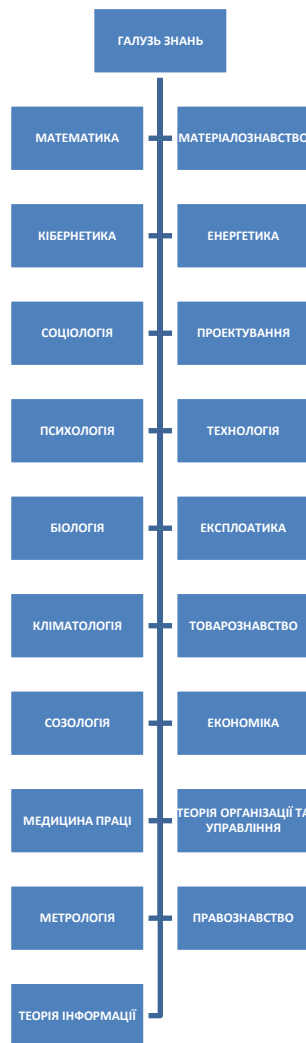 ГАЛУЗЬ ЗНАНЬ
МАТЕМАТИКА
МАТЕРІАЛОЗНАВСТВО
КІБЕРНЕТИКА
ЕНЕРГЕТИКА
СОЦІОЛОГІЯ
ПРОЕКТУВАННЯ
ПСИХОЛОГІЯ
ТЕХНОЛОГІЯ
БІОЛОГІЯ
ЕКСПЛОАТИКА
КЛІМАТОЛОГІЯ
ТОВАРОЗНАВСТВО
СОЗОЛОГІЯ
ЕКОНОМІКА
МЕДИЦИНА ПРАЦІ
ТЕОРІЯ ОРГАНІЗАЦІЇ ТА
УПРАВЛІННЯ
МЕТРОЛОГІЯ
ПРАВОЗНАВСТВО
ТЕОРІЯ ІНФОРМАЦІЇ